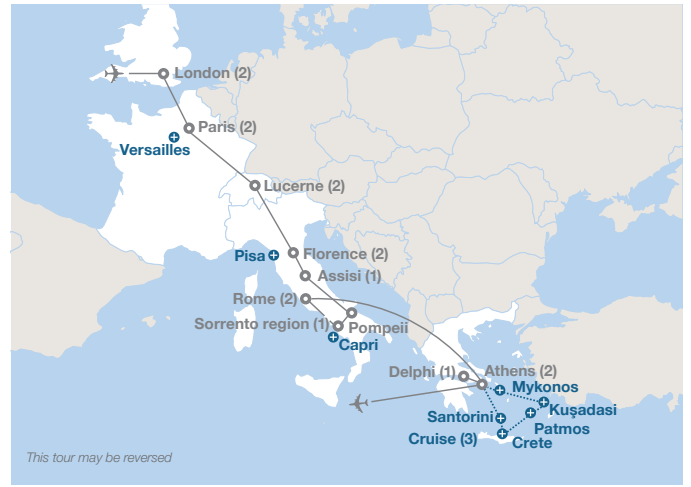 London (2)
Paris (2)
Versailles
Lucerne (2)
Florence (2)
Pisa
Assisi (1)
Rome (2)
Sorrento region (1)
Pompeii
Capri
Delphi (1)
Athens (2)
Mykonos
Kuşadasi
Santorini
Patmos
Cruise (3)
Crete
This tour may be reversed